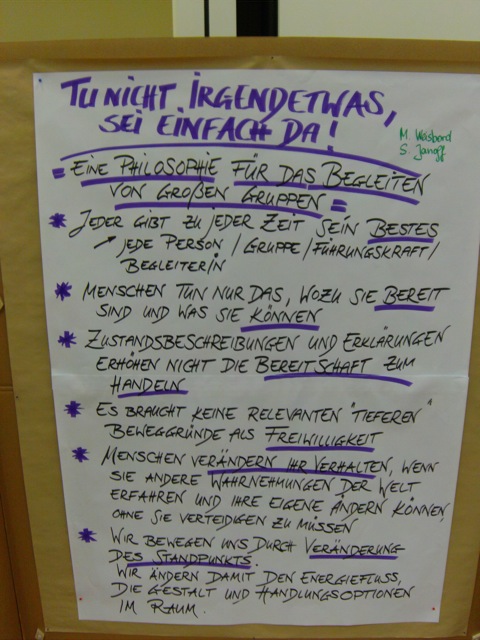 TU NICHT IRGENDETWAS,
SEI EINFACH DA!
M. Wasbord
S. Janoff
= EINE PHILOSOPHIE FÜR DAS BEGLEITEN
VON GROßEN GRUPPEN =
* JEDER GIBT ZU JEDER ZEIT SEIN BESTES
→ JEDE PERSON / GRUPPE / FÜHRUNGSKRAFT /
BEGLEITER/N
* MENSCHEN TUN NUR DAS, WOZU SIE BEREIT
SIND UND WAS SIE KÖNNEN
* ZUSTANDSBESCHREIBUNGEN UND ERKLÄRUNGEN
ERHÖHEN NICHT DIE BEREITSCHAFT ZUM
HANDELN
* ES BRAUCHT KEINE RELEVANTEN "TIEFEREN"
BEWEGGRÜNDE ALS FREIWILLIGKEIT
* MENSCHEN VERÄNDERN IHR VERHALTEN, WENN
SIE ANDERE WAHRNEHMUNGEN DER WELT
ERFAHREN UND IHRE EIGENE ÄNDERN KÖNNEN,
OHNE SIE VERTEIDIGEN ZU MÜSSEN
* WIR BEWEGEN UNS DURCH VERÄNDERUNG
DES STANDPUNKTS.
WIR ÄNDERN DAMIT DEN ENERGIEFLUSS,
DIE GESTALT UND HANDLUNGSOPTIONEN
IM RAUM.